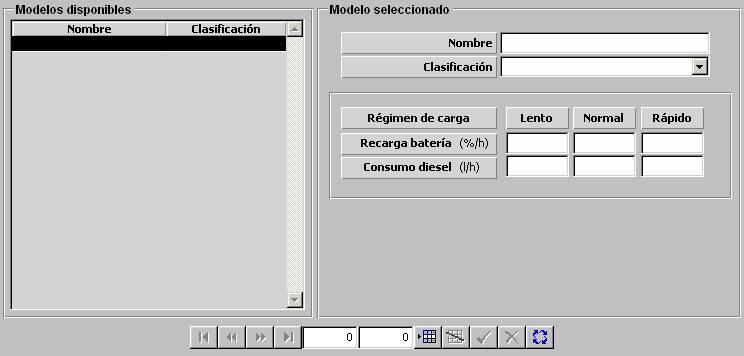 Modelos disponibles
Nombre Clasificación
Modelo seleccionado
Nombre
Clasificación
Régimen de carga Lento Normal Rápido
Recarga batería (%/h)
Consumo diesel (l/h)
0 0